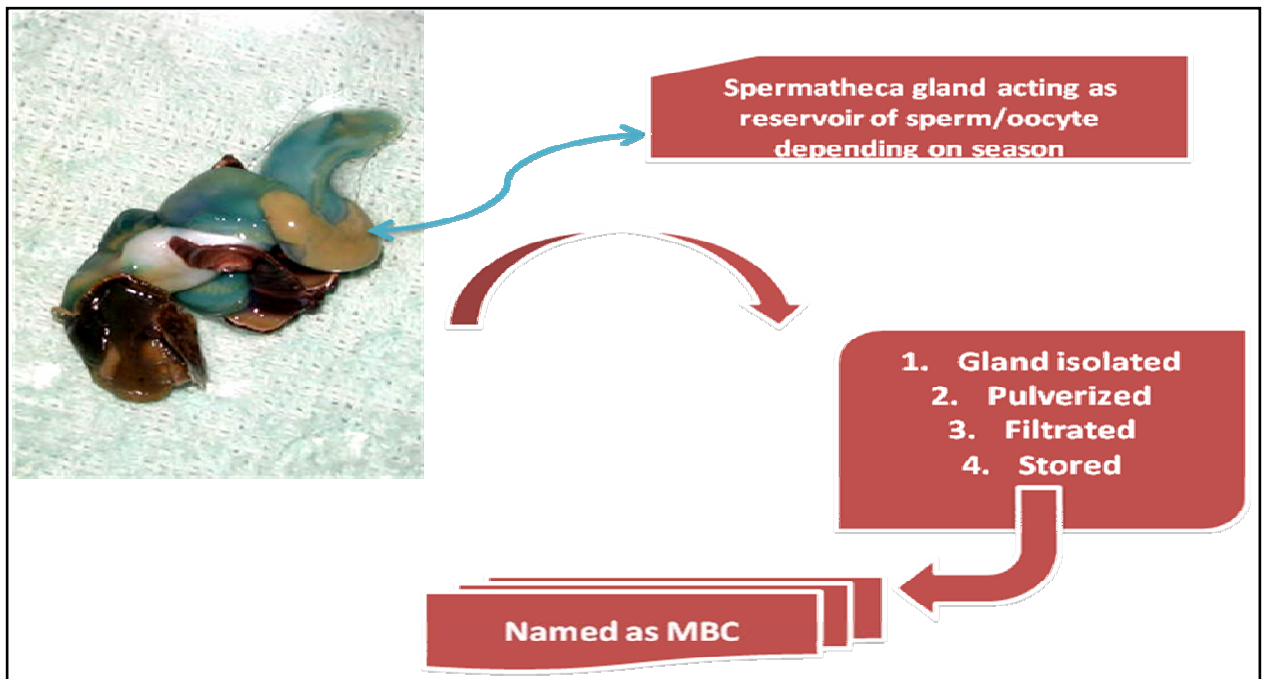 Spermatheca gland acting as
reservoir of sperm/oocyte
depending on season
1. Gland isolated
2. Pulverized
3. Filtrated
4. Stored
Named as MBC